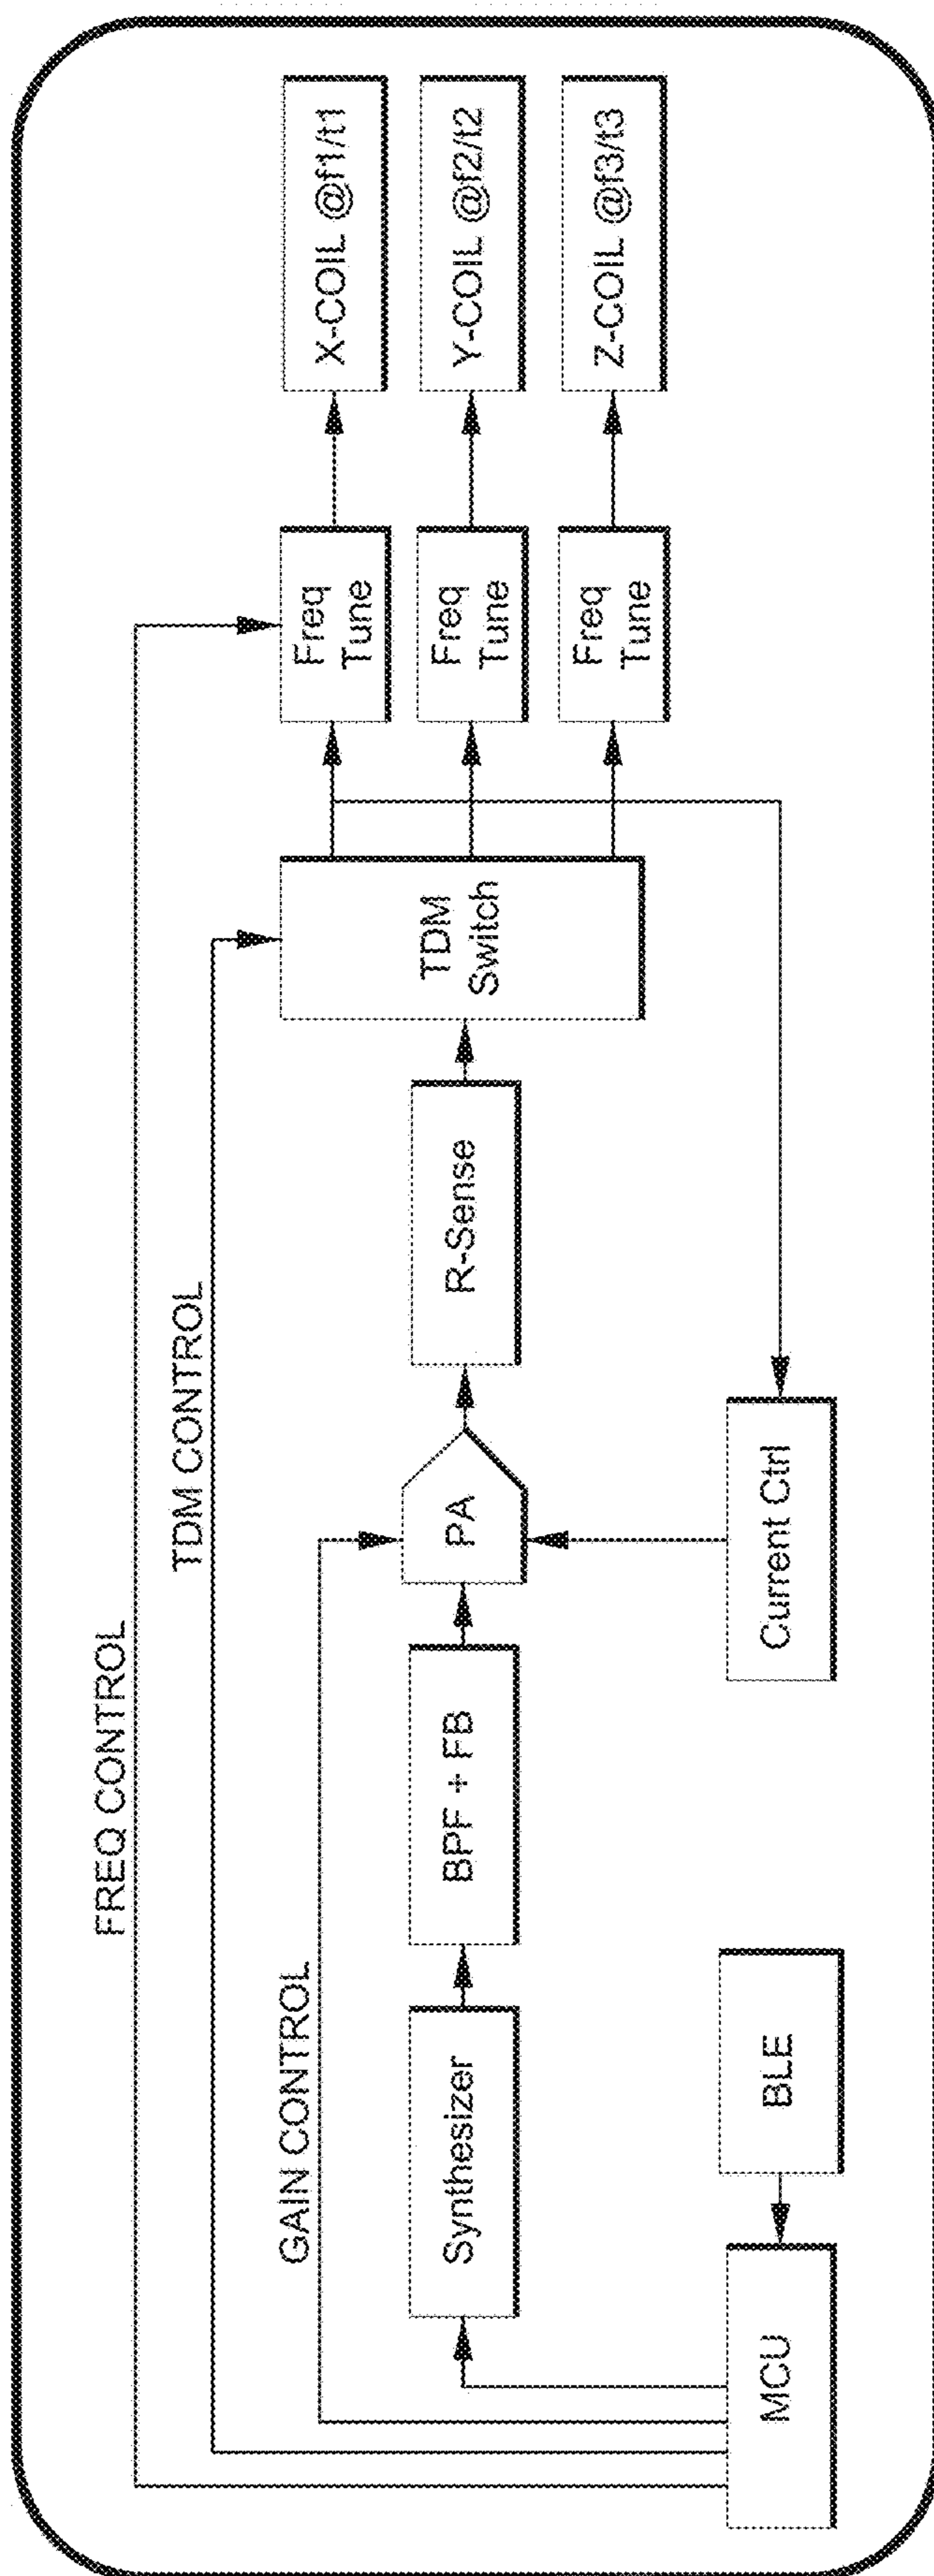 FREQ CONTROL
TDM CONTROL
GAIN CONTROL
MCU
BLE
Synthesizer
BPF + FB
PA
Current Ctrl
R-Sense
TDM
Switch
Freq
Tune
Freq
Tune
Freq
Tune
X-COIL @f1/t1
Y-COIL @f2/t2
Z-COIL @f3/t3